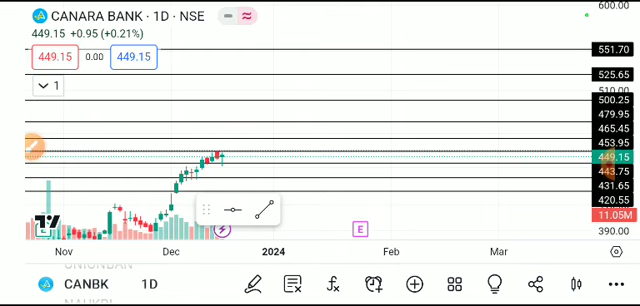 CANARA BANK · 1D · NSE
449.15 +0.95 (+0.21%)
449.15 0.00 449.15
1
600.00
551.70
525.65
510.00
500.25
479.95
465.45
453.95
449.15
443.75
431.65
420.55
11.05M
390.00
E
Nov Dec 2024 Feb Mar
UNIONBAN
CANBK 1D
NAUKRI